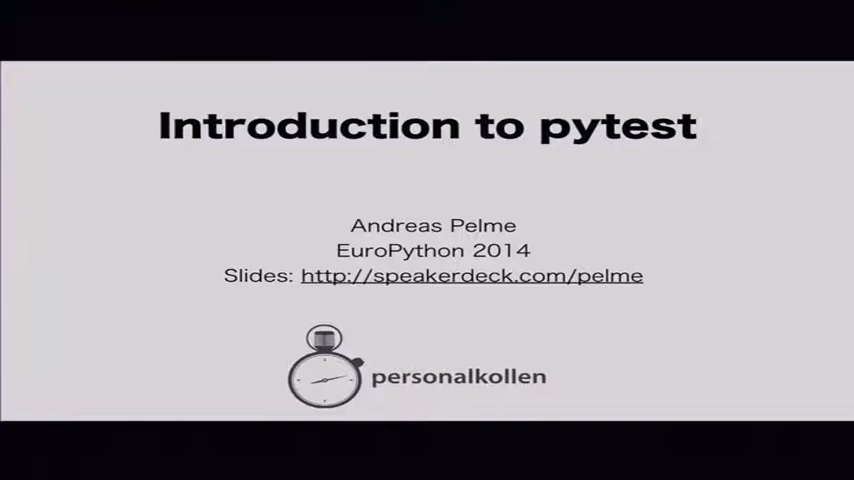 Introduction to pytest
Andreas Pelme
EuroPython 2014
Slides: http://speakerdeck.com/pelme
personalkollen